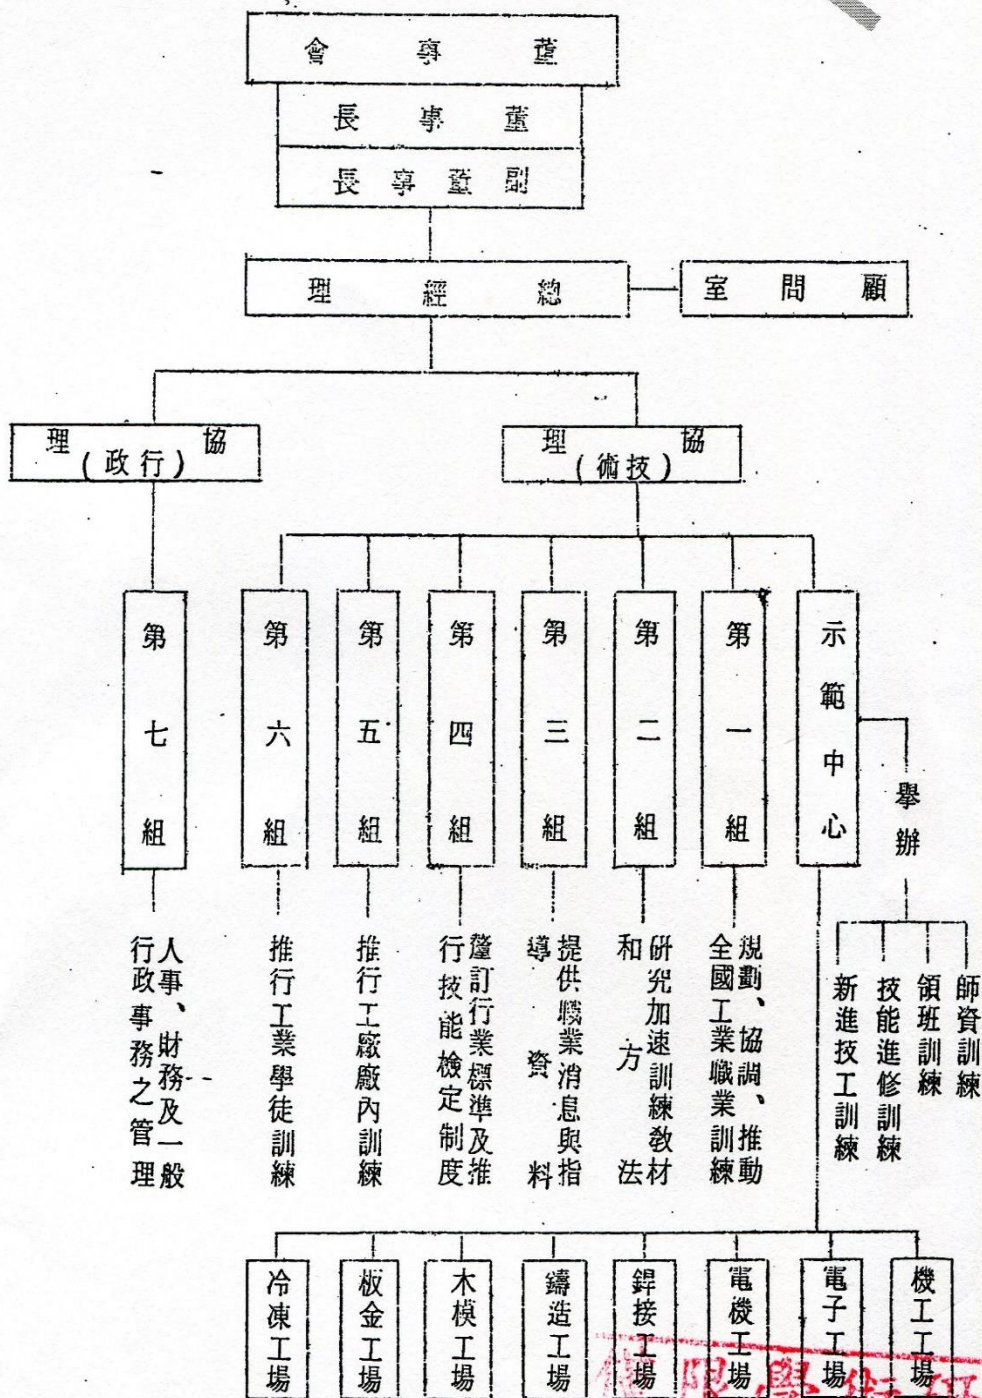 董事會
董事長
副董事長
總經理
顧問室
協理
(技術)
協理
(行政)
示範中心
第一組
第二組
第三組
第四組
第五組
第六組
第七組
舉辦
師資訓練
領班訓練
技能進修訓練
新進技工訓練
規劃、協調、推動
全國工業職業訓練
研究加速訓練教材
和方法
提供職業消息與指
導資料
釐訂行業標準及推
行技能檢定制度
推行工廠廠內訓練
推行工業學徒訓練
人事、財務及一般
行政事務之管理
機工工場
電子工場
電機工場
銲接工場
鑄造工場
木模工場
板金工場
冷凍工場
僅限學術研